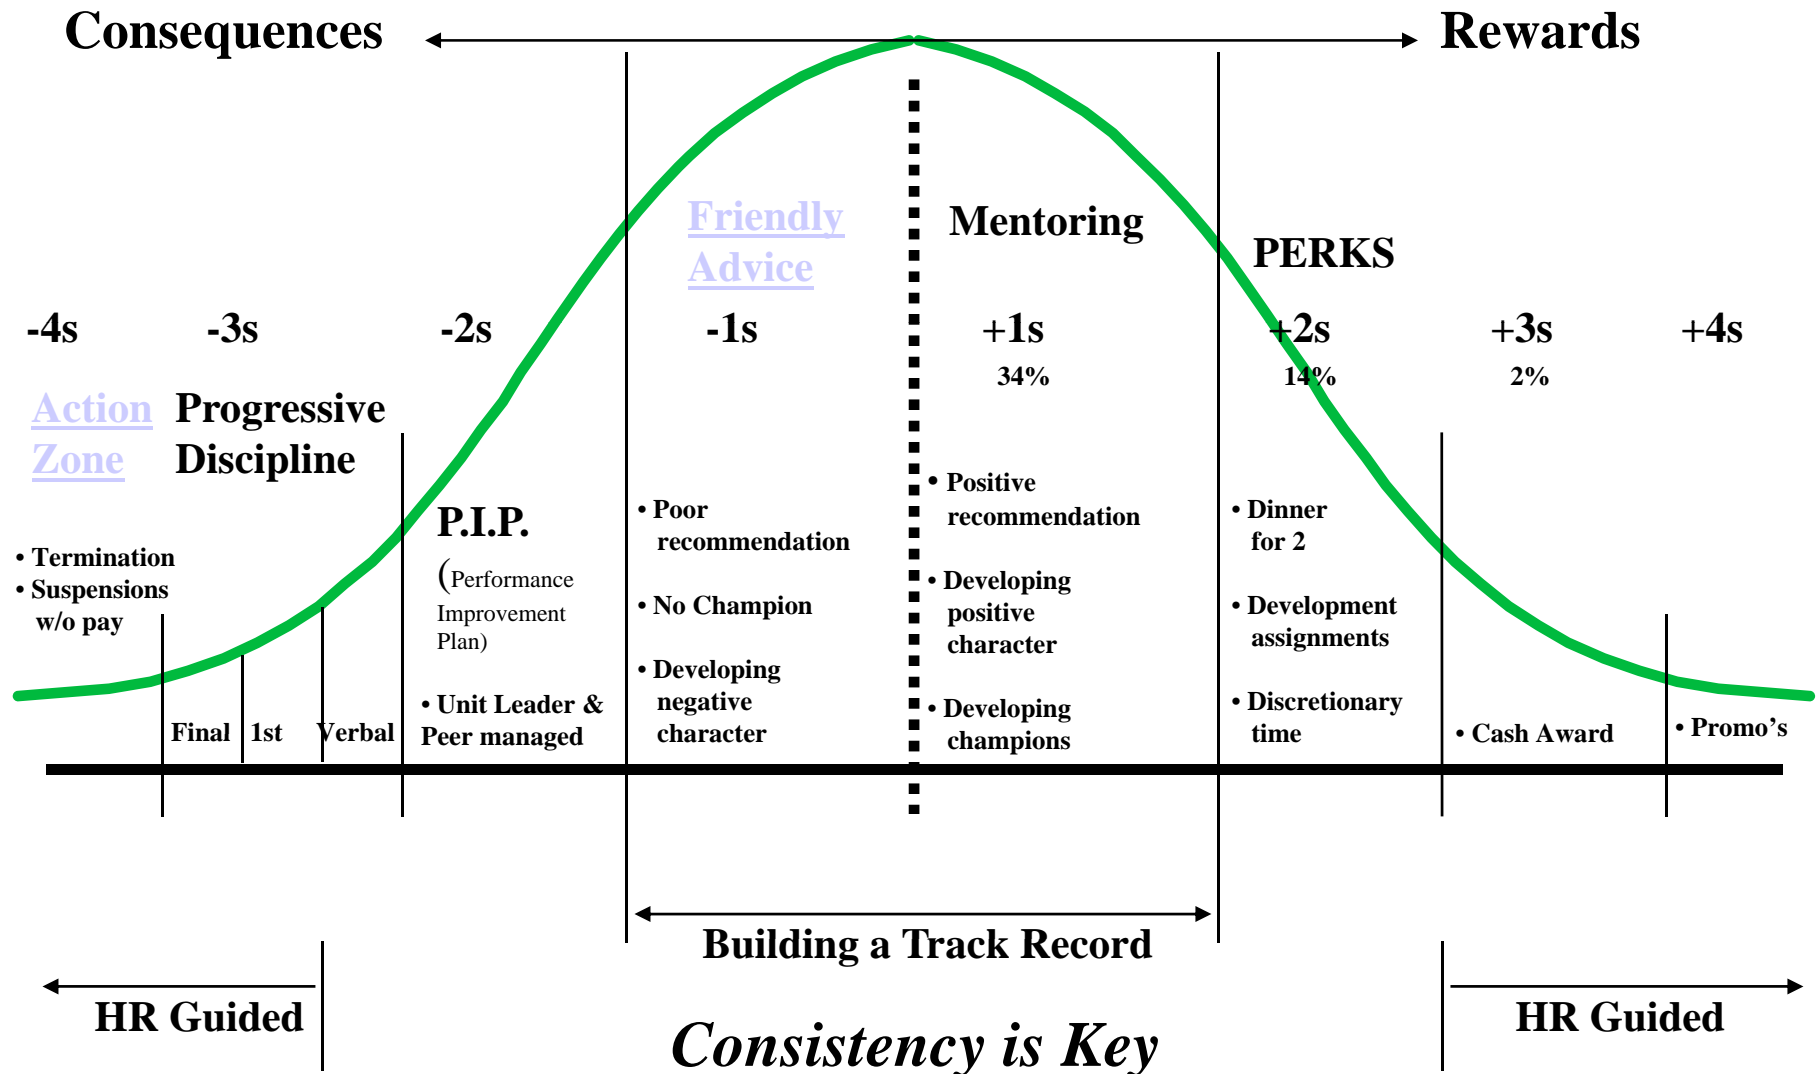 Consequences
Rewards
Friendly
Advice
Mentoring
PERKS
-4s
-3s
-2s
-1s
+1s
34%
+2s
14%
+3s
2%
+4s
Action
Zone
Progressive
Discipline
• Termination
• Suspensions
w/o pay
Final
1st
Verbal
P.I.P.
(Performance
Improvement
Plan)
• Unit Leader &
Peer managed
• Poor
recommendation
• No Champion
• Developing
negative
character
• Positive
recommendation
• Developing
positive
character
• Developing
champions
• Dinner
for 2
• Development
assignments
• Discretionary
time
• Cash Award
• Promo's
Building a Track Record
HR Guided
HR Guided
Consistency is Key